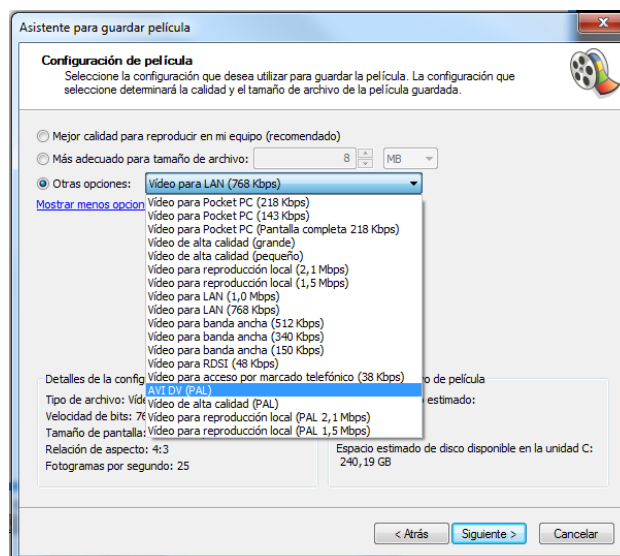 Asistente para guardar película
Configuración de película
Seleccione la configuración que desea utilizar para guardar la película. La configuración que
seleccione determinará la calidad y el tamaño de archivo de la película guardada.
Mejor calidad para reproducir en mi equipo (recomendado)
Más adecuado para tamaño de archivo: 8 MB
Otras opciones: Vídeo para LAN (768 Kbps)
Mostrar menos opcion
Vídeo para Pocket PC (218 Kbps)
Vídeo para Pocket PC (143 Kbps)
Vídeo para Pocket PC (Pantalla completa 218 Kbps)
Vídeo de alta calidad (grande)
Vídeo de alta calidad (pequeño)
Vídeo para reproducción local (2,1 Mbps)
Vídeo para reproducción local (1,5 Mbps)
Vídeo para LAN (1,0 Mbps)
Vídeo para LAN (768 Kbps)
Vídeo para banda ancha (512 Kbps)
Vídeo para banda ancha (340 Kbps)
Vídeo para banda ancha (150 Kbps)
Vídeo para RDSI (48 Kbps)
Vídeo para acceso por marcado telefónico (38 Kbps)
AVI DV (PAL)
Vídeo de alta calidad (PAL)
Vídeo para reproducción local (PAL 2,1 Mbps)
Vídeo para reproducción local (PAL 1,5 Mbps)
Detalles de la config
Tipo de archivo: Víde
Velocidad de bits: 76
Tamaño de pantalla:
Relación de aspecto: 4:3
Fotogramas por segundo: 25
vo de película
estimado:
Espacio estimado de disco disponible en la unidad C:
240,19 GB
< Atrás
Siguiente >
Cancelar